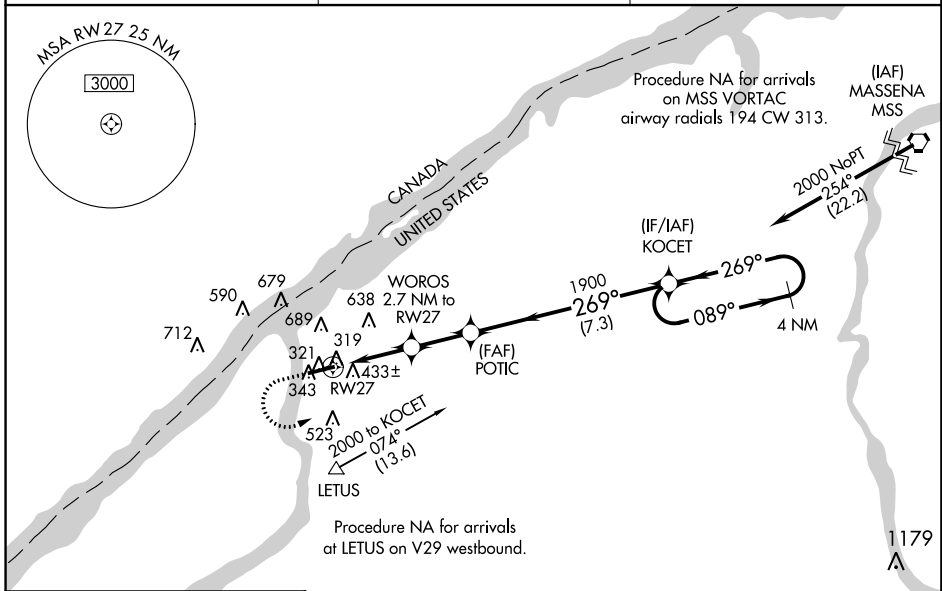 MSA RW27 25 NM
3000
Procedure NA for arrivals
on MSS VORTAC
airway radials 194 CW 313.
(IAF)
MASSENA
MSS
2000 NoPT
254°
(22.2)
CANADA
UNITED STATES
(IF/IAF)
KOCET
269°
089°
4 NM
1900
269°
(7.3)
WOROS
2.7 NM to
RW27
(FAF)
POTIC
679
590
712
689
638
321
319
433±
343
RW27
523
2000 to KOCET
074°
(13.6)
LETUS
Procedure NA for arrivals
at LETUS on V29 westbound.
1179